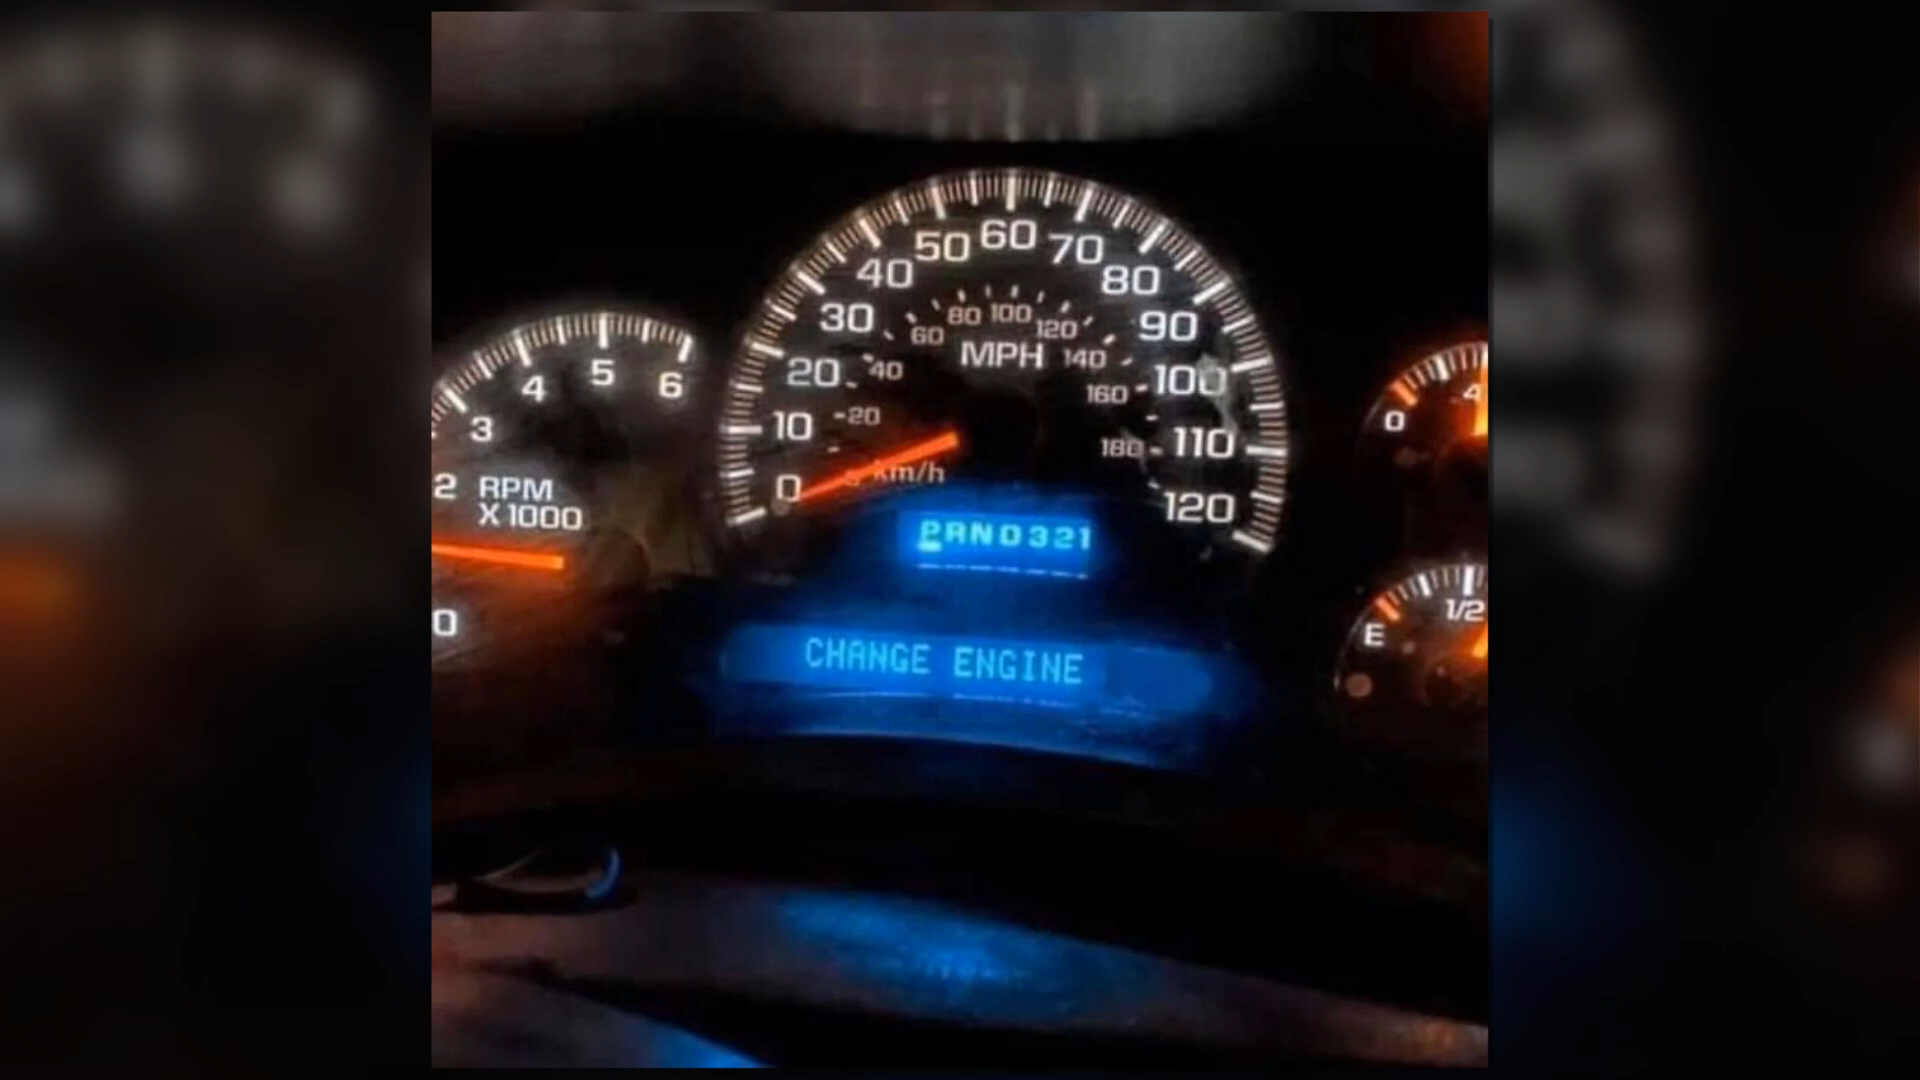 50 60 70
40 80
30 90
60 80 100 120
MPH 140
20 40 160 100
10 20 180 110
0 km/h 120
3 4 5 6
2 RPM
X1000
0
PRND321
CHANGE ENGINE
0 4
E 1/2